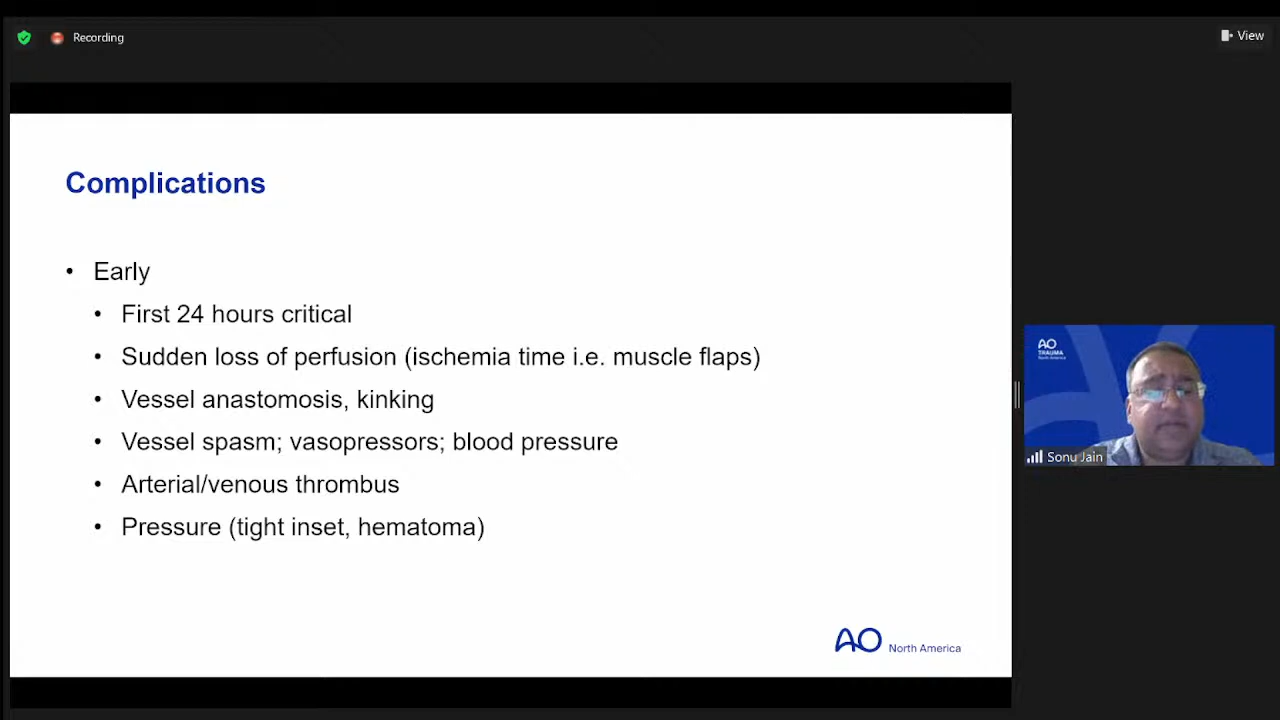 Recording
View
Complications
• Early
• First 24 hours critical
• Sudden loss of perfusion (ischemia time i.e. muscle flaps)
• Vessel anastomosis, kinking
• Vessel spasm; vasopressors; blood pressure
• Arterial/venous thrombus
• Pressure (tight inset, hematoma)
AO North America
AO
TRAUMA
North America
Sonu Jain